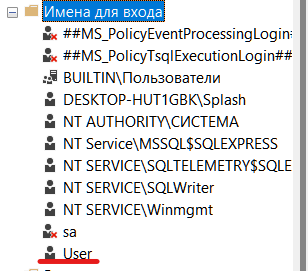 Имена для входа
##MS_PolicyEventProcessingLogin#
##MS_PolicyTsqlExecutionLogin##
BUILTIN\Пользователи
DESKTOP-HUT1GBK\Splash
NT AUTHORITY\СИСТЕМА
NT Service\MSSQL$SQLEXPRESS
NT SERVICE\SQLTELEMETRY$SQLE
NT SERVICE\SQLWriter
NT SERVICE\Winmgmt
sa
User